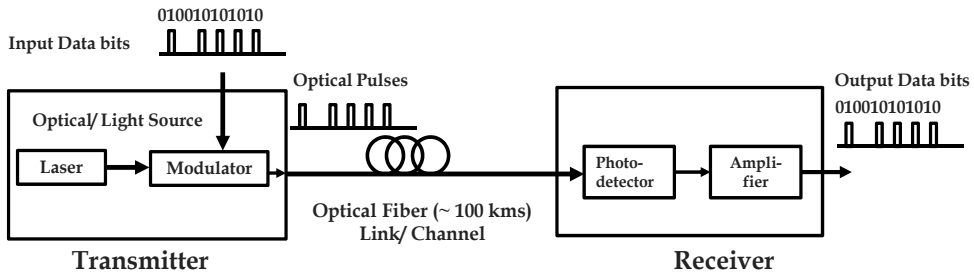 010010101010
Input Data bits
Optical Pulses
Output Data bits
010010101010
Optical/ Light Source
Laser
Modulator
Photo-
detector
Ampli-
fier
Optical Fiber (~ 100 kms)
Link/ Channel
Transmitter
Receiver